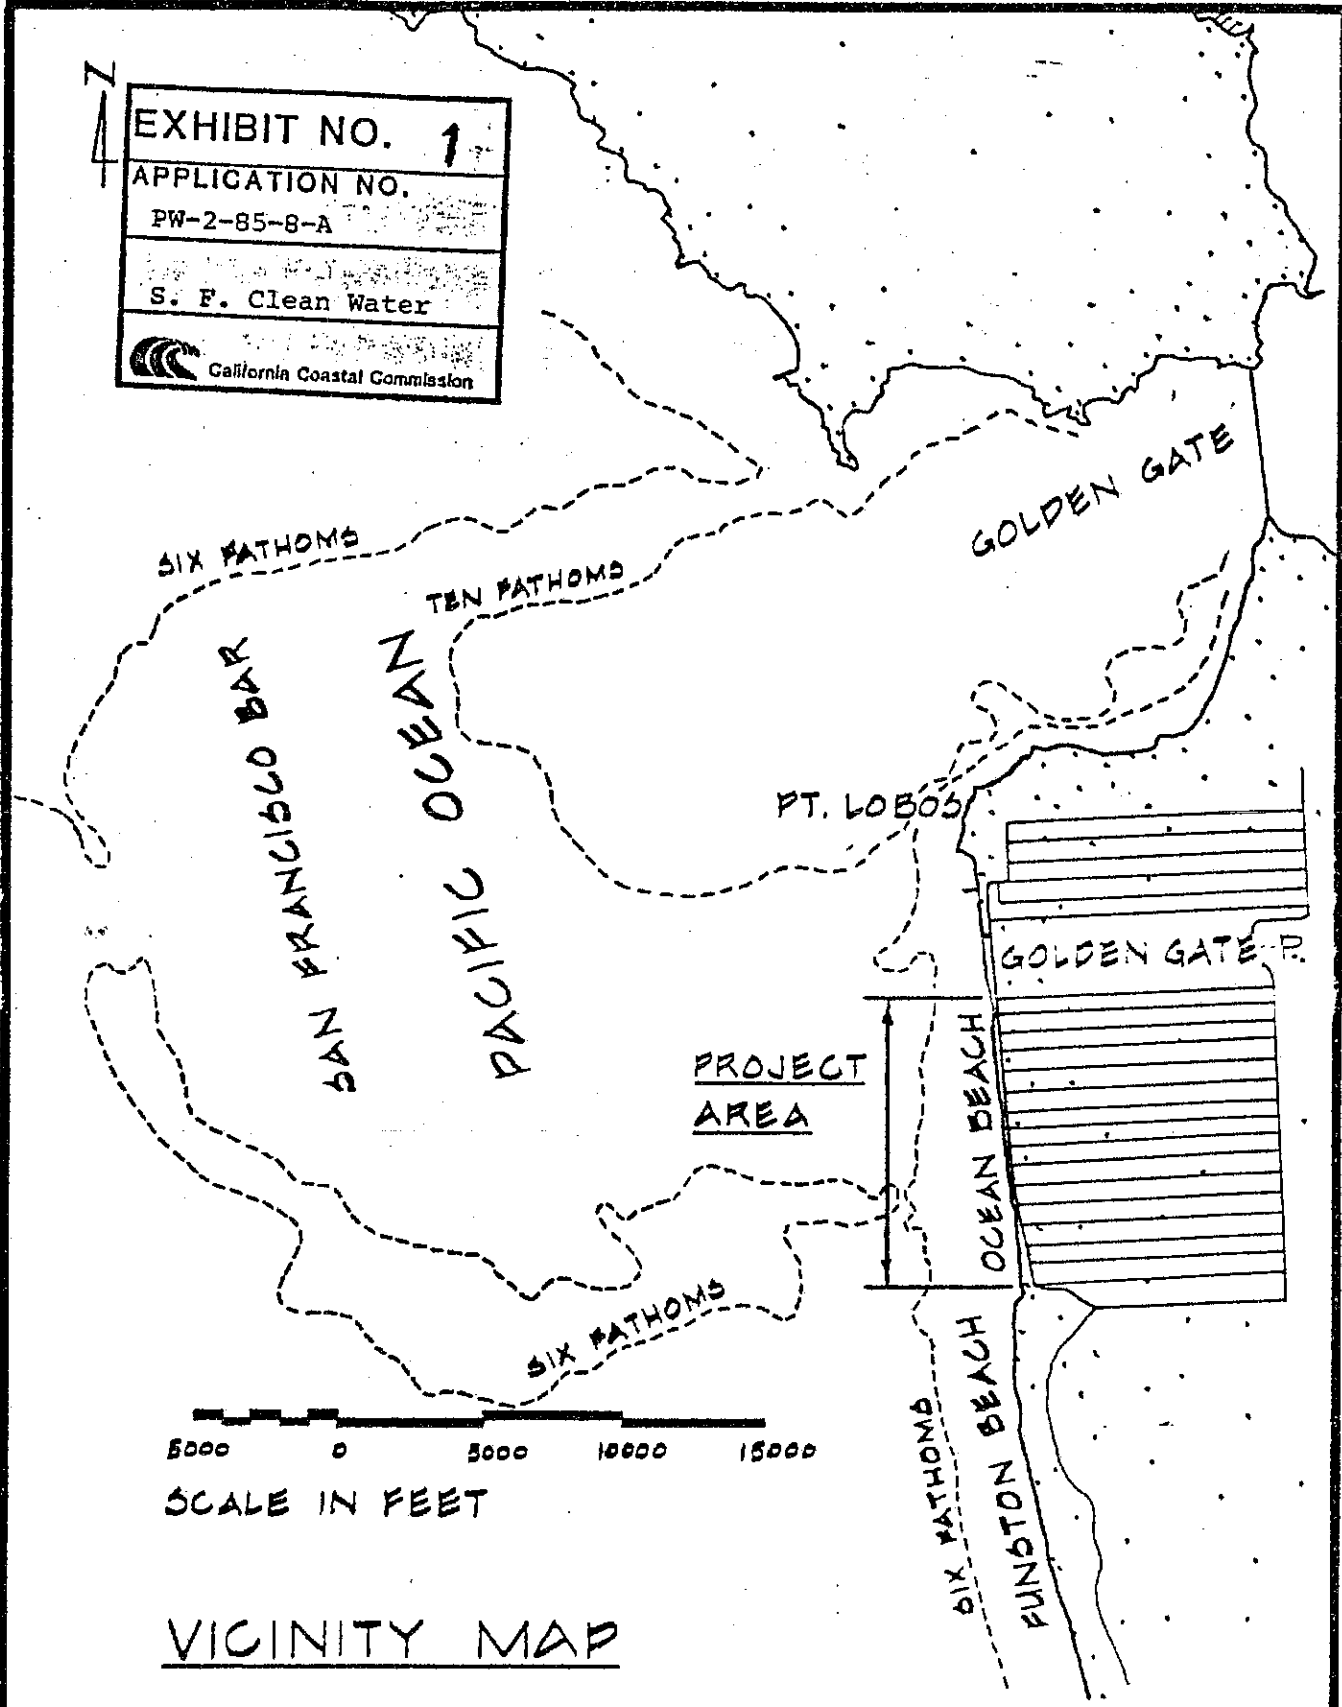 N
EXHIBIT NO. 1
APPLICATION NO.
PW-2-85-8-A
S. F. Clean Water
California Coastal Commission
GOLDEN GATE
SIX FATHOMS
TEN FATHOMS
SAN FRANCISCO BAR
PACIFIC OCEAN
PT. LOBOS
GOLDEN GATE P.
PROJECT
AREA
OCEAN BEACH
SIX FATHOMS
SIX FATHOMS
FUNSTON BEACH
5000 0 5000 10000 15000
SCALE IN FEET
VICINITY MAP